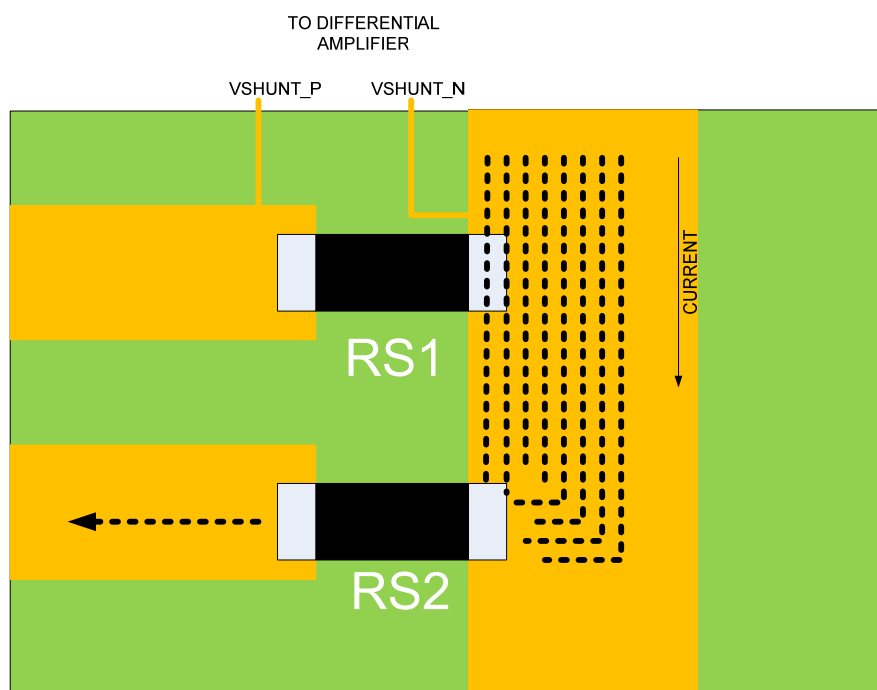 TO DIFFERENTIAL
AMPLIFIER
VSHUNT_P
VSHUNT_N
CURRENT
RS1
RS2